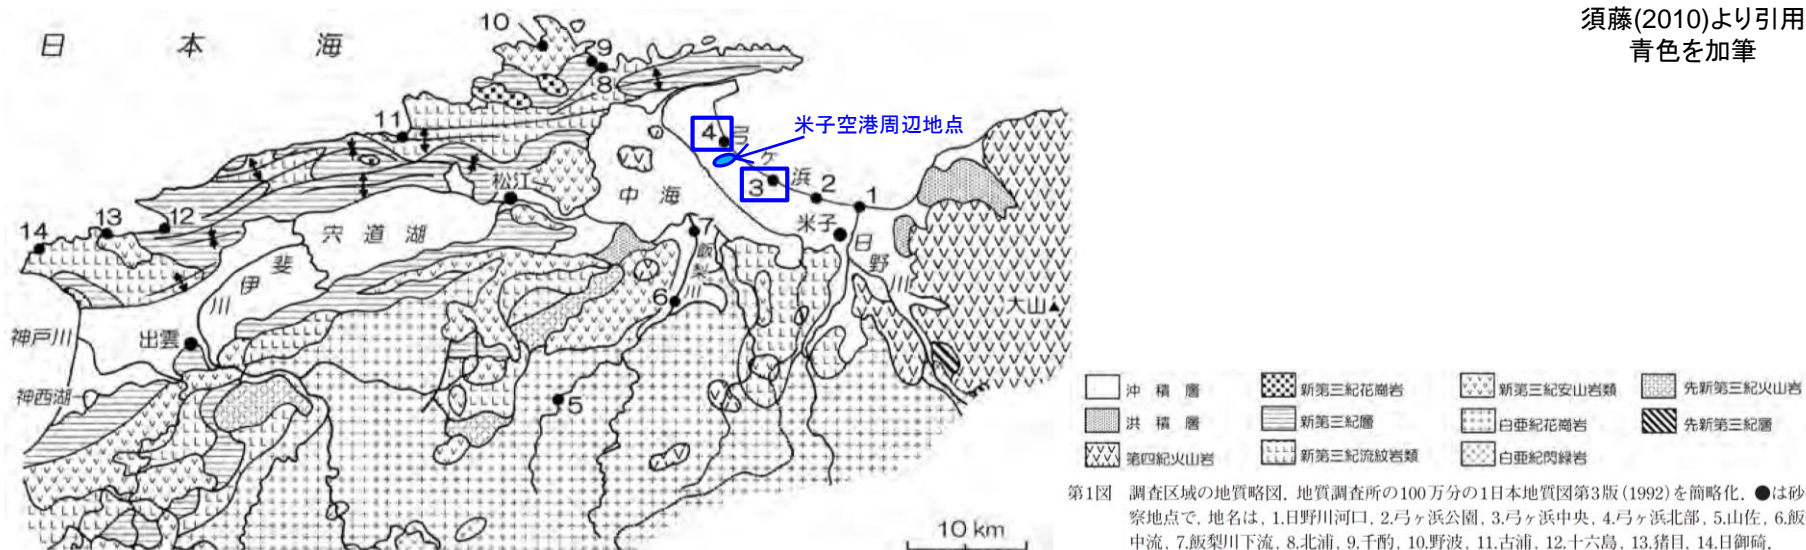 須藤(2010)より引用
青色を加筆
日本海
10
9
8
11
4
弓
米子空港周辺地点
ヶ
3
浜
2
1
松江
中海
米子
日
野
川
14
13
12
宍道湖
7
飯
梨
川
斐
伊
川
6
大山▲
神戸川
出雲
神西湖
5
10 km
沖積層
新第三紀花崗岩
新第三紀安山岩類
先新第三紀火山岩
洪積層
新第三紀層
白亜紀花崗岩
先新第三紀層
第四紀火山岩
新第三紀流紋岩類
白亜紀閃緑岩
第1図 調査区域の地質略図. 地質調査所の100万分の1日本地質図第3版(1992)を簡略化. ●は砂
察地点で, 地名は, 1.日野川河口, 2.弓ヶ浜公園, 3.弓ヶ浜中央, 4.弓ヶ浜北部, 5.山佐, 6.飯
中流, 7.飯梨川下流, 8.北浦, 9.千酌, 10.野波, 11.古浦, 12.十六島, 13.猪目, 14.日御碕.